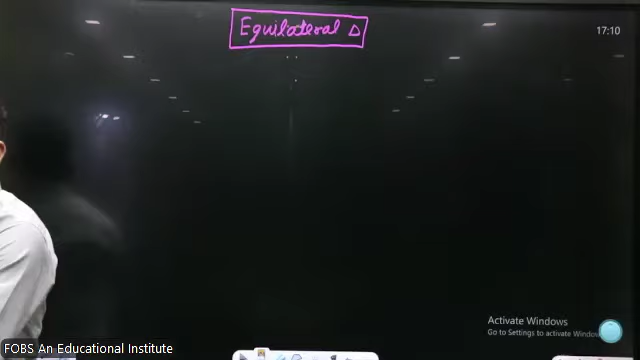 Equilateral Δ
17:10
Activate Windows
Go to Settings to activate Windows
FOBS An Educational Institute